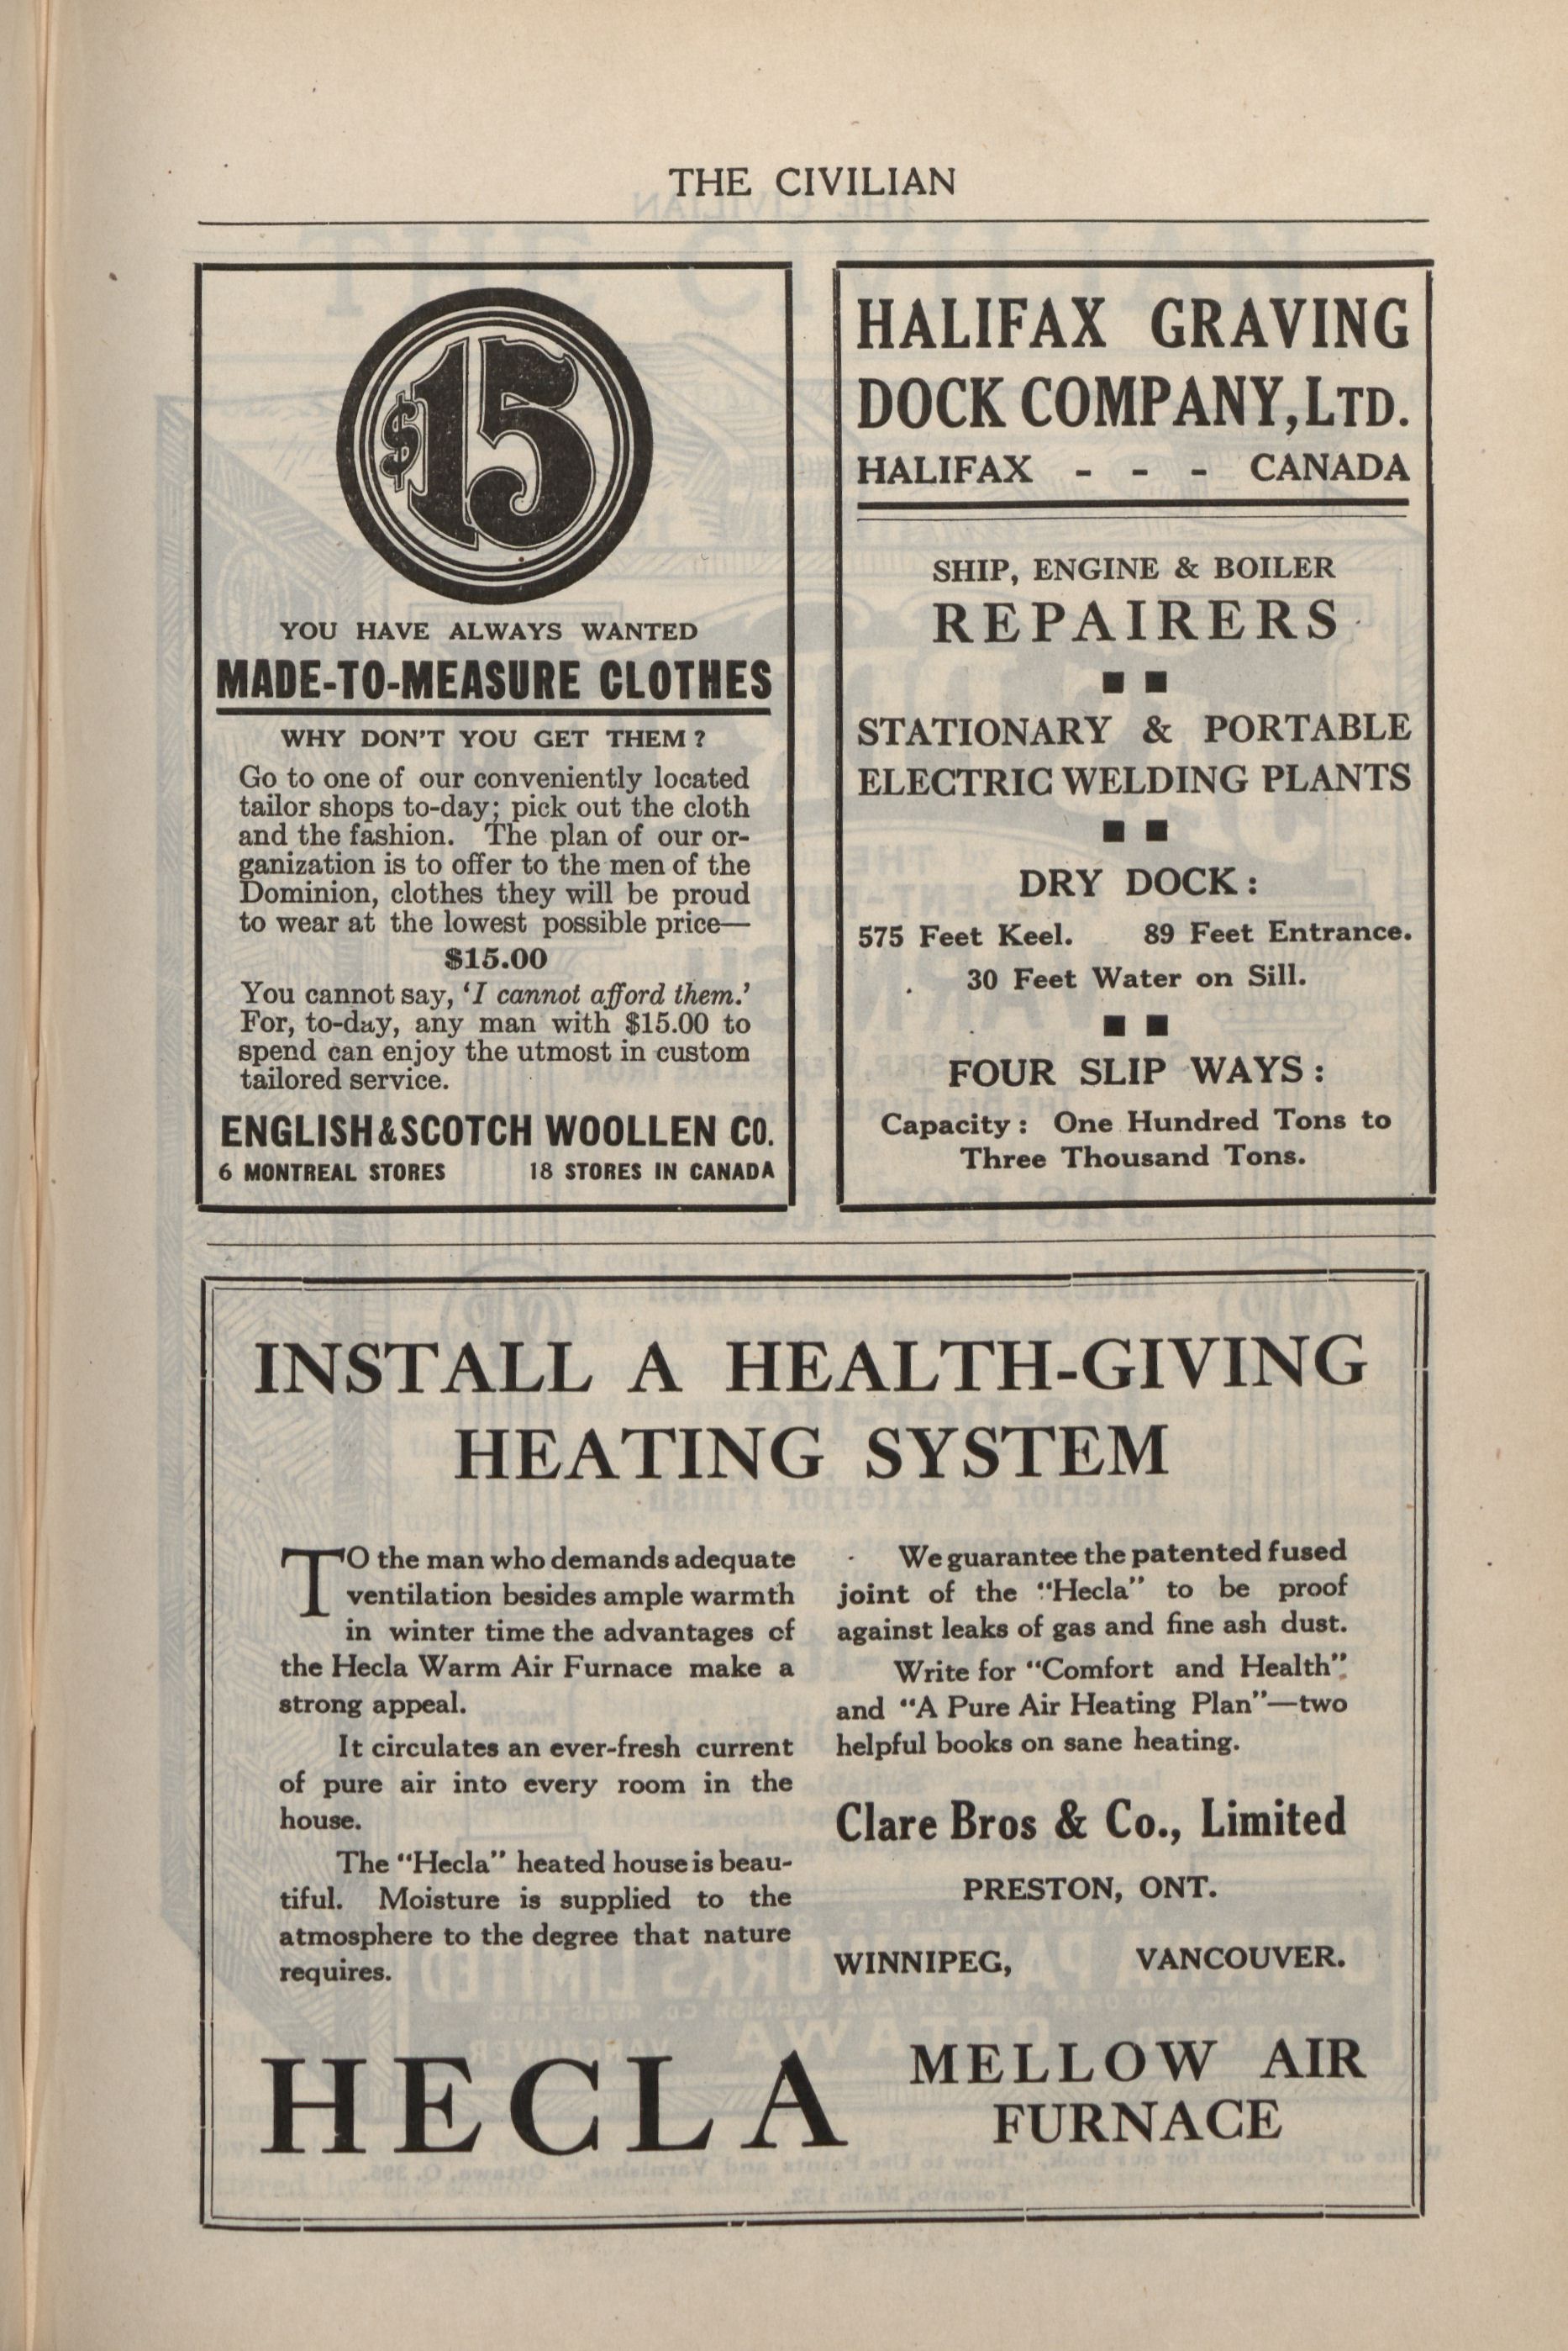 THE CIVILIAN
$15
YOU HAVE ALWAYS WANTED
MADE-TO-MEASURE CLOTHES
WHY DON'T YOU GET THEM?
Go to one of our conveniently located
tailor shops to-day; pick out the cloth
and the fashion. The plan of our or-
ganization is to offer to the men of the
Dominion, clothes they will be proud
to wear at the lowest possible price—
$15.00
You cannot say, 'I cannot afford them.'
For, to-day, any man with $15.00 to
spend can enjoy the utmost in custom
tailored service.
ENGLISH & SCOTCH WOOLLEN CO.
6 MONTREAL STORES 18 STORES IN CANADA
HALIFAX GRAVING
DOCK COMPANY, LTD.
HALIFAX - - - CANADA
SHIP, ENGINE & BOILER
REPAIRERS
STATIONARY & PORTABLE
ELECTRIC WELDING PLANTS
DRY DOCK:
575 Feet Keel. 89 Feet Entrance.
30 Feet Water on Sill.
FOUR SLIP WAYS:
Capacity: One Hundred Tons to
Three Thousand Tons.
INSTALL A HEALTH-GIVING
HEATING SYSTEM
TO the man who demands adequate
ventilation besides ample warmth
in winter time the advantages of
the Hecla Warm Air Furnace make a
strong appeal.
It circulates an ever-fresh current
of pure air into every room in the
house.
The "Hecla" heated house is beau-
tiful. Moisture is supplied to the
atmosphere to the degree that nature
requires.
We guarantee the patented fused
joint of the "Hecla" to be proof
against leaks of gas and fine ash dust.
Write for "Comfort and Health"
and "A Pure Air Heating Plan"—two
helpful books on sane heating.
Clare Bros & Co., Limited
PRESTON, ONT.
WINNIPEG, VANCOUVER.
HECLA MELLOW AIR
FURNACE